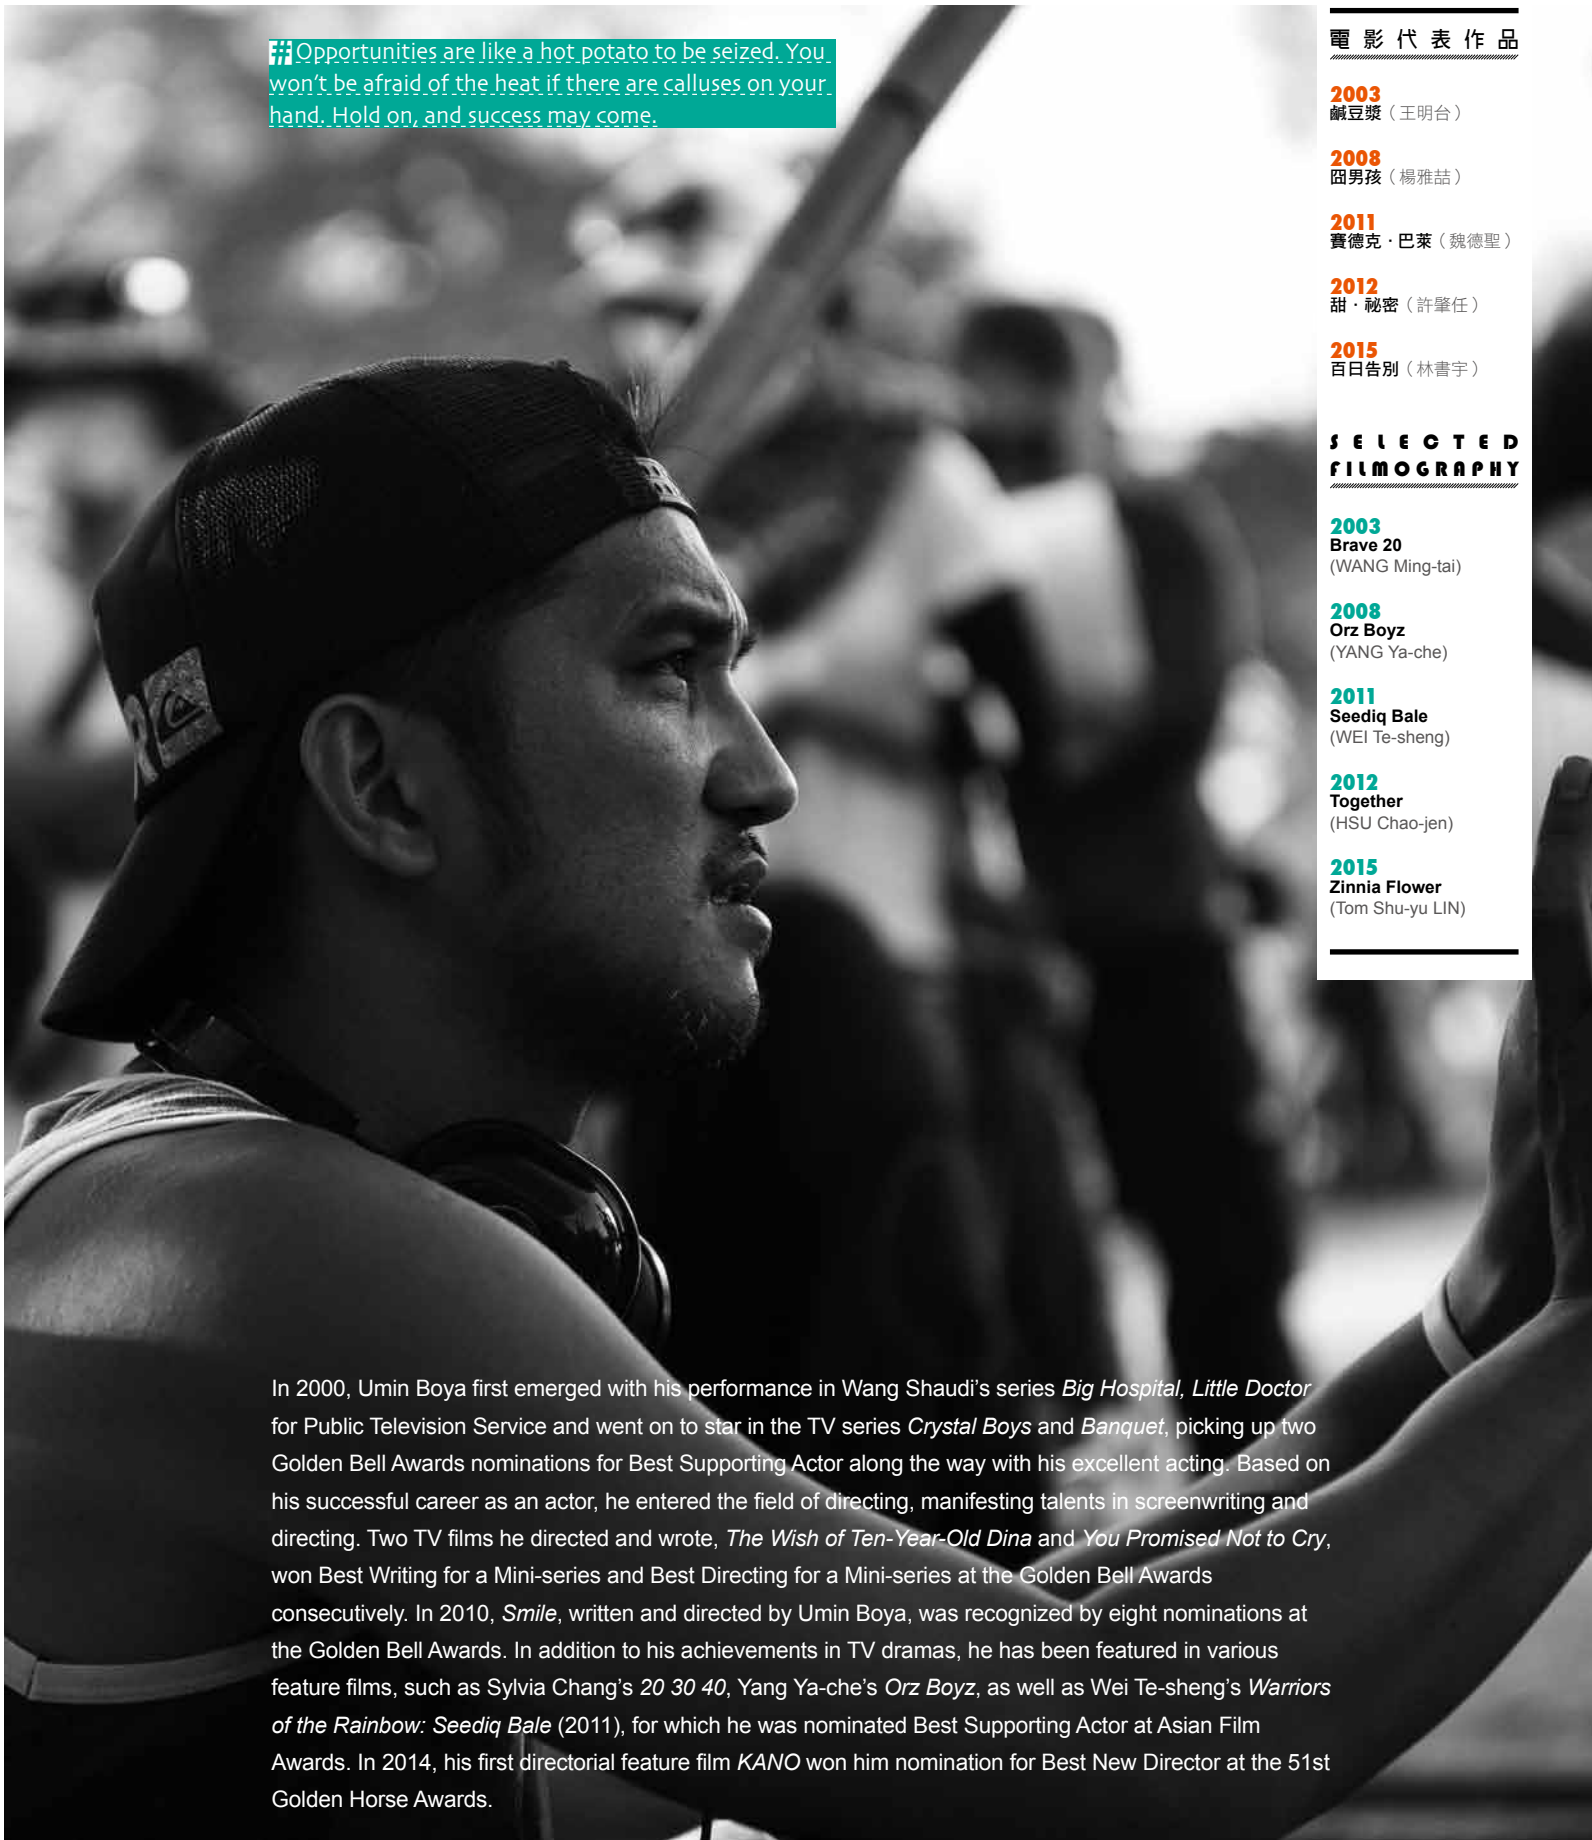 # Opportunities are like a hot potato to be seized. You
won't be afraid of the heat if there are calluses on your
hand. Hold on, and success may come.
電影代表作品
2003
鹹豆漿（王明台）
2008
囧男孩（楊雅喆）
2011
賽德克·巴萊（魏德聖）
2012
甜·祕密（許肇任）
2015
百日告別（林書宇）
SELECTED
FILMOGRAPHY
2003
Brave 20
(WANG Ming-tai)
2008
Orz Boyz
(YANG Ya-che)
2011
Seediq Bale
(WEI Te-sheng)
2012
Together
(HSU Chao-jen)
2015
Zinnia Flower
(Tom Shu-yu LIN)
In 2000, Umin Boya first emerged with his performance in Wang Shaudi's series Big Hospital, Little Doctor
for Public Television Service and went on to star in the TV series Crystal Boys and Banquet, picking up two
Golden Bell Awards nominations for Best Supporting Actor along the way with his excellent acting. Based on
his successful career as an actor, he entered the field of directing, manifesting talents in screenwriting and
directing. Two TV films he directed and wrote, The Wish of Ten-Year-Old Dina and You Promised Not to Cry,
won Best Writing for a Mini-series and Best Directing for a Mini-series at the Golden Bell Awards
consecutively. In 2010, Smile, written and directed by Umin Boya, was recognized by eight nominations at
the Golden Bell Awards. In addition to his achievements in TV dramas, he has been featured in various
feature films, such as Sylvia Chang's 20 30 40, Yang Ya-che's Orz Boyz, as well as Wei Te-sheng's Warriors
of the Rainbow: Seediq Bale (2011), for which he was nominated Best Supporting Actor at Asian Film
Awards. In 2014, his first directorial feature film KANO won him nomination for Best New Director at the 51st
Golden Horse Awards.